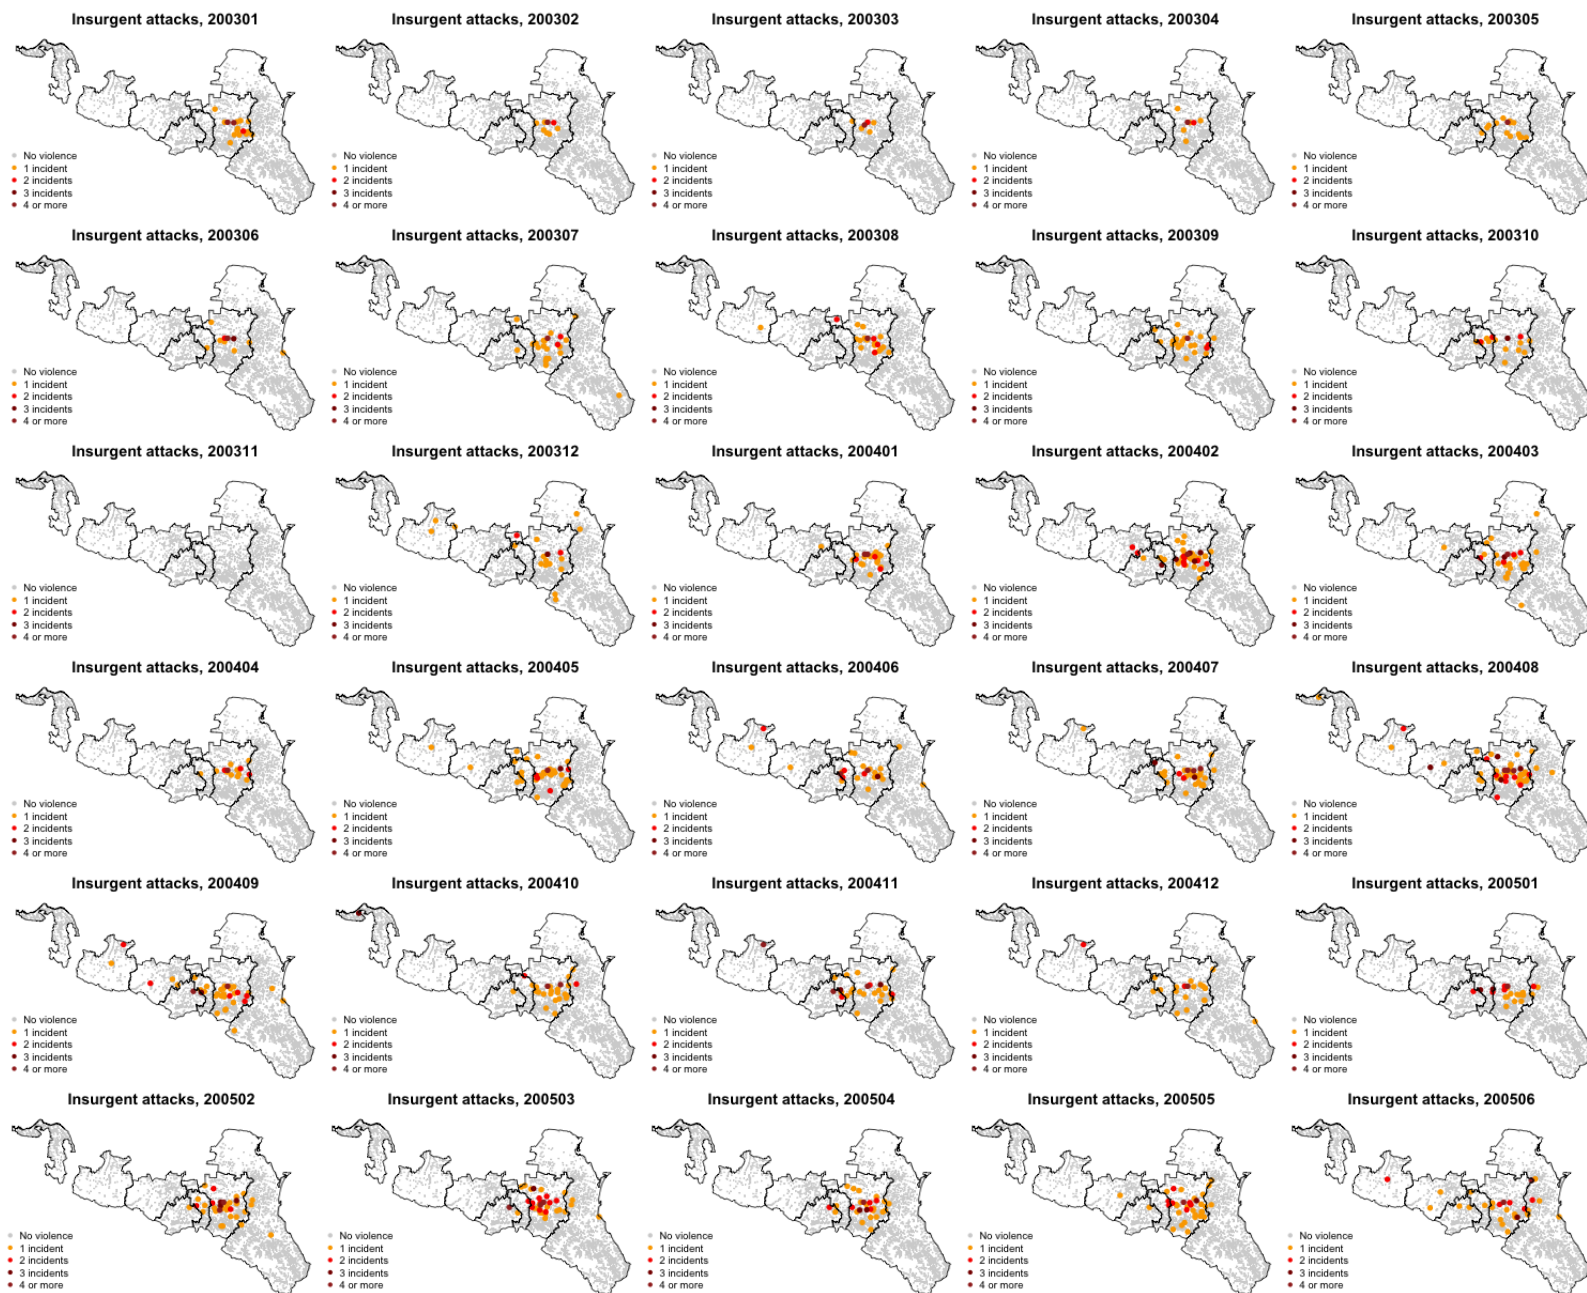 Insurgent attacks, 200301
No violence
1 incident
2 incidents
3 incidents
4 or more
Insurgent attacks, 200302
No violence
1 incident
2 incidents
3 incidents
4 or more
Insurgent attacks, 200303
No violence
1 incident
2 incidents
3 incidents
4 or more
Insurgent attacks, 200304
No violence
1 incident
2 incidents
3 incidents
4 or more
Insurgent attacks, 200305
No violence
1 incident
2 incidents
3 incidents
4 or more
Insurgent attacks, 200306
No violence
1 incident
2 incidents
3 incidents
4 or more
Insurgent attacks, 200307
No violence
1 incident
2 incidents
3 incidents
4 or more
Insurgent attacks, 200308
No violence
1 incident
2 incidents
3 incidents
4 or more
Insurgent attacks, 200309
No violence
1 incident
2 incidents
3 incidents
4 or more
Insurgent attacks, 200310
No violence
1 incident
2 incidents
3 incidents
4 or more
Insurgent attacks, 200311
No violence
1 incident
2 incidents
3 incidents
4 or more
Insurgent attacks, 200312
No violence
1 incident
2 incidents
3 incidents
4 or more
Insurgent attacks, 200401
No violence
1 incident
2 incidents
3 incidents
4 or more
Insurgent attacks, 200402
No violence
1 incident
2 incidents
3 incidents
4 or more
Insurgent attacks, 200403
No violence
1 incident
2 incidents
3 incidents
4 or more
Insurgent attacks, 200404
No violence
1 incident
2 incidents
3 incidents
4 or more
Insurgent attacks, 200405
No violence
1 incident
2 incidents
3 incidents
4 or more
Insurgent attacks, 200406
No violence
1 incident
2 incidents
3 incidents
4 or more
Insurgent attacks, 200407
No violence
1 incident
2 incidents
3 incidents
4 or more
Insurgent attacks, 200408
No violence
1 incident
2 incidents
3 incidents
4 or more
Insurgent attacks, 200409
No violence
1 incident
2 incidents
3 incidents
4 or more
Insurgent attacks, 200410
No violence
1 incident
2 incidents
3 incidents
4 or more
Insurgent attacks, 200411
No violence
1 incident
2 incidents
3 incidents
4 or more
Insurgent attacks, 200412
No violence
1 incident
2 incidents
3 incidents
4 or more
Insurgent attacks, 200501
No violence
1 incident
2 incidents
3 incidents
4 or more
Insurgent attacks, 200502
No violence
1 incident
2 incidents
3 incidents
4 or more
Insurgent attacks, 200503
No violence
1 incident
2 incidents
3 incidents
4 or more
Insurgent attacks, 200504
No violence
1 incident
2 incidents
3 incidents
4 or more
Insurgent attacks, 200505
No violence
1 incident
2 incidents
3 incidents
4 or more
Insurgent attacks, 200506
No violence
1 incident
2 incidents
3 incidents
4 or more